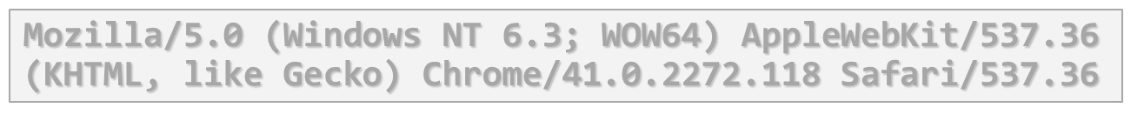 Mozilla/5.0 (Windows NT 6.3; WOW64) AppleWebKit/537.36
(KHTML, like Gecko) Chrome/41.0.2272.118 Safari/537.36